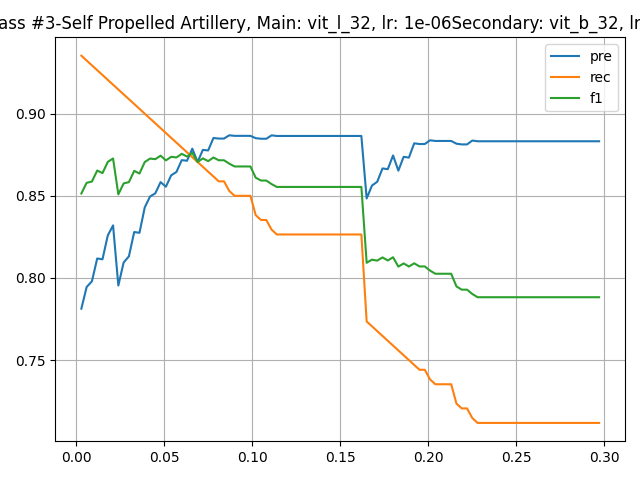 ass #3-Self Propelled Artillery, Main: vit_l_32, lr: 1e-06Secondary: vit_b_32, lr
pre
rec
f1
0.90
0.85
0.80
0.75
0.00 0.05 0.10 0.15 0.20 0.25 0.30